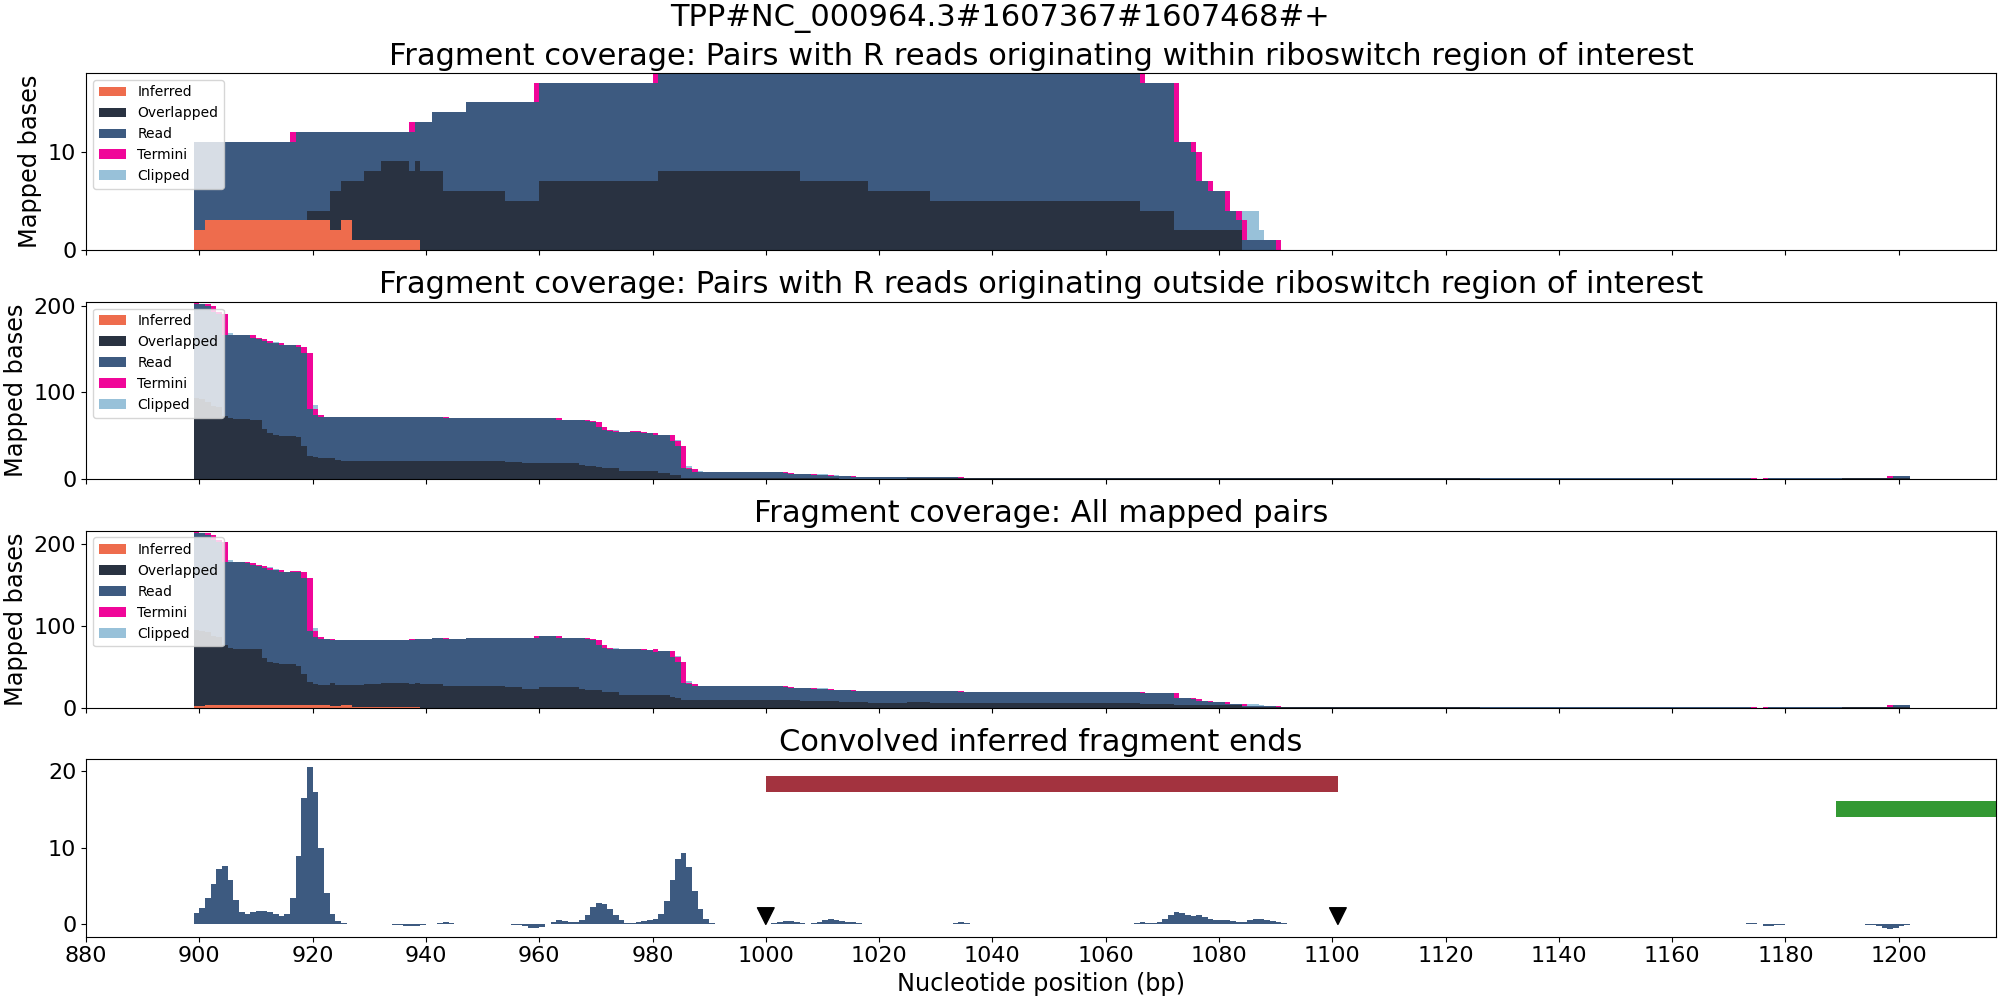 TPP#NC_000964.3#1607367#1607468#+
Fragment coverage: Pairs with R reads originating within riboswitch region of interest
Mapped bases
10
0
Inferred
Overlapped
Read
Termini
Clipped
Fragment coverage: Pairs with R reads originating outside riboswitch region of interest
Mapped bases
200
100
0
Inferred
Overlapped
Read
Termini
Clipped
Fragment coverage: All mapped pairs
Mapped bases
200
100
0
Inferred
Overlapped
Read
Termini
Clipped
Convolved inferred fragment ends
20
10
0
880 900 920 940 960 980 1000 1020 1040 1060 1080 1100 1120 1140 1160 1180 1200
Nucleotide position (bp)